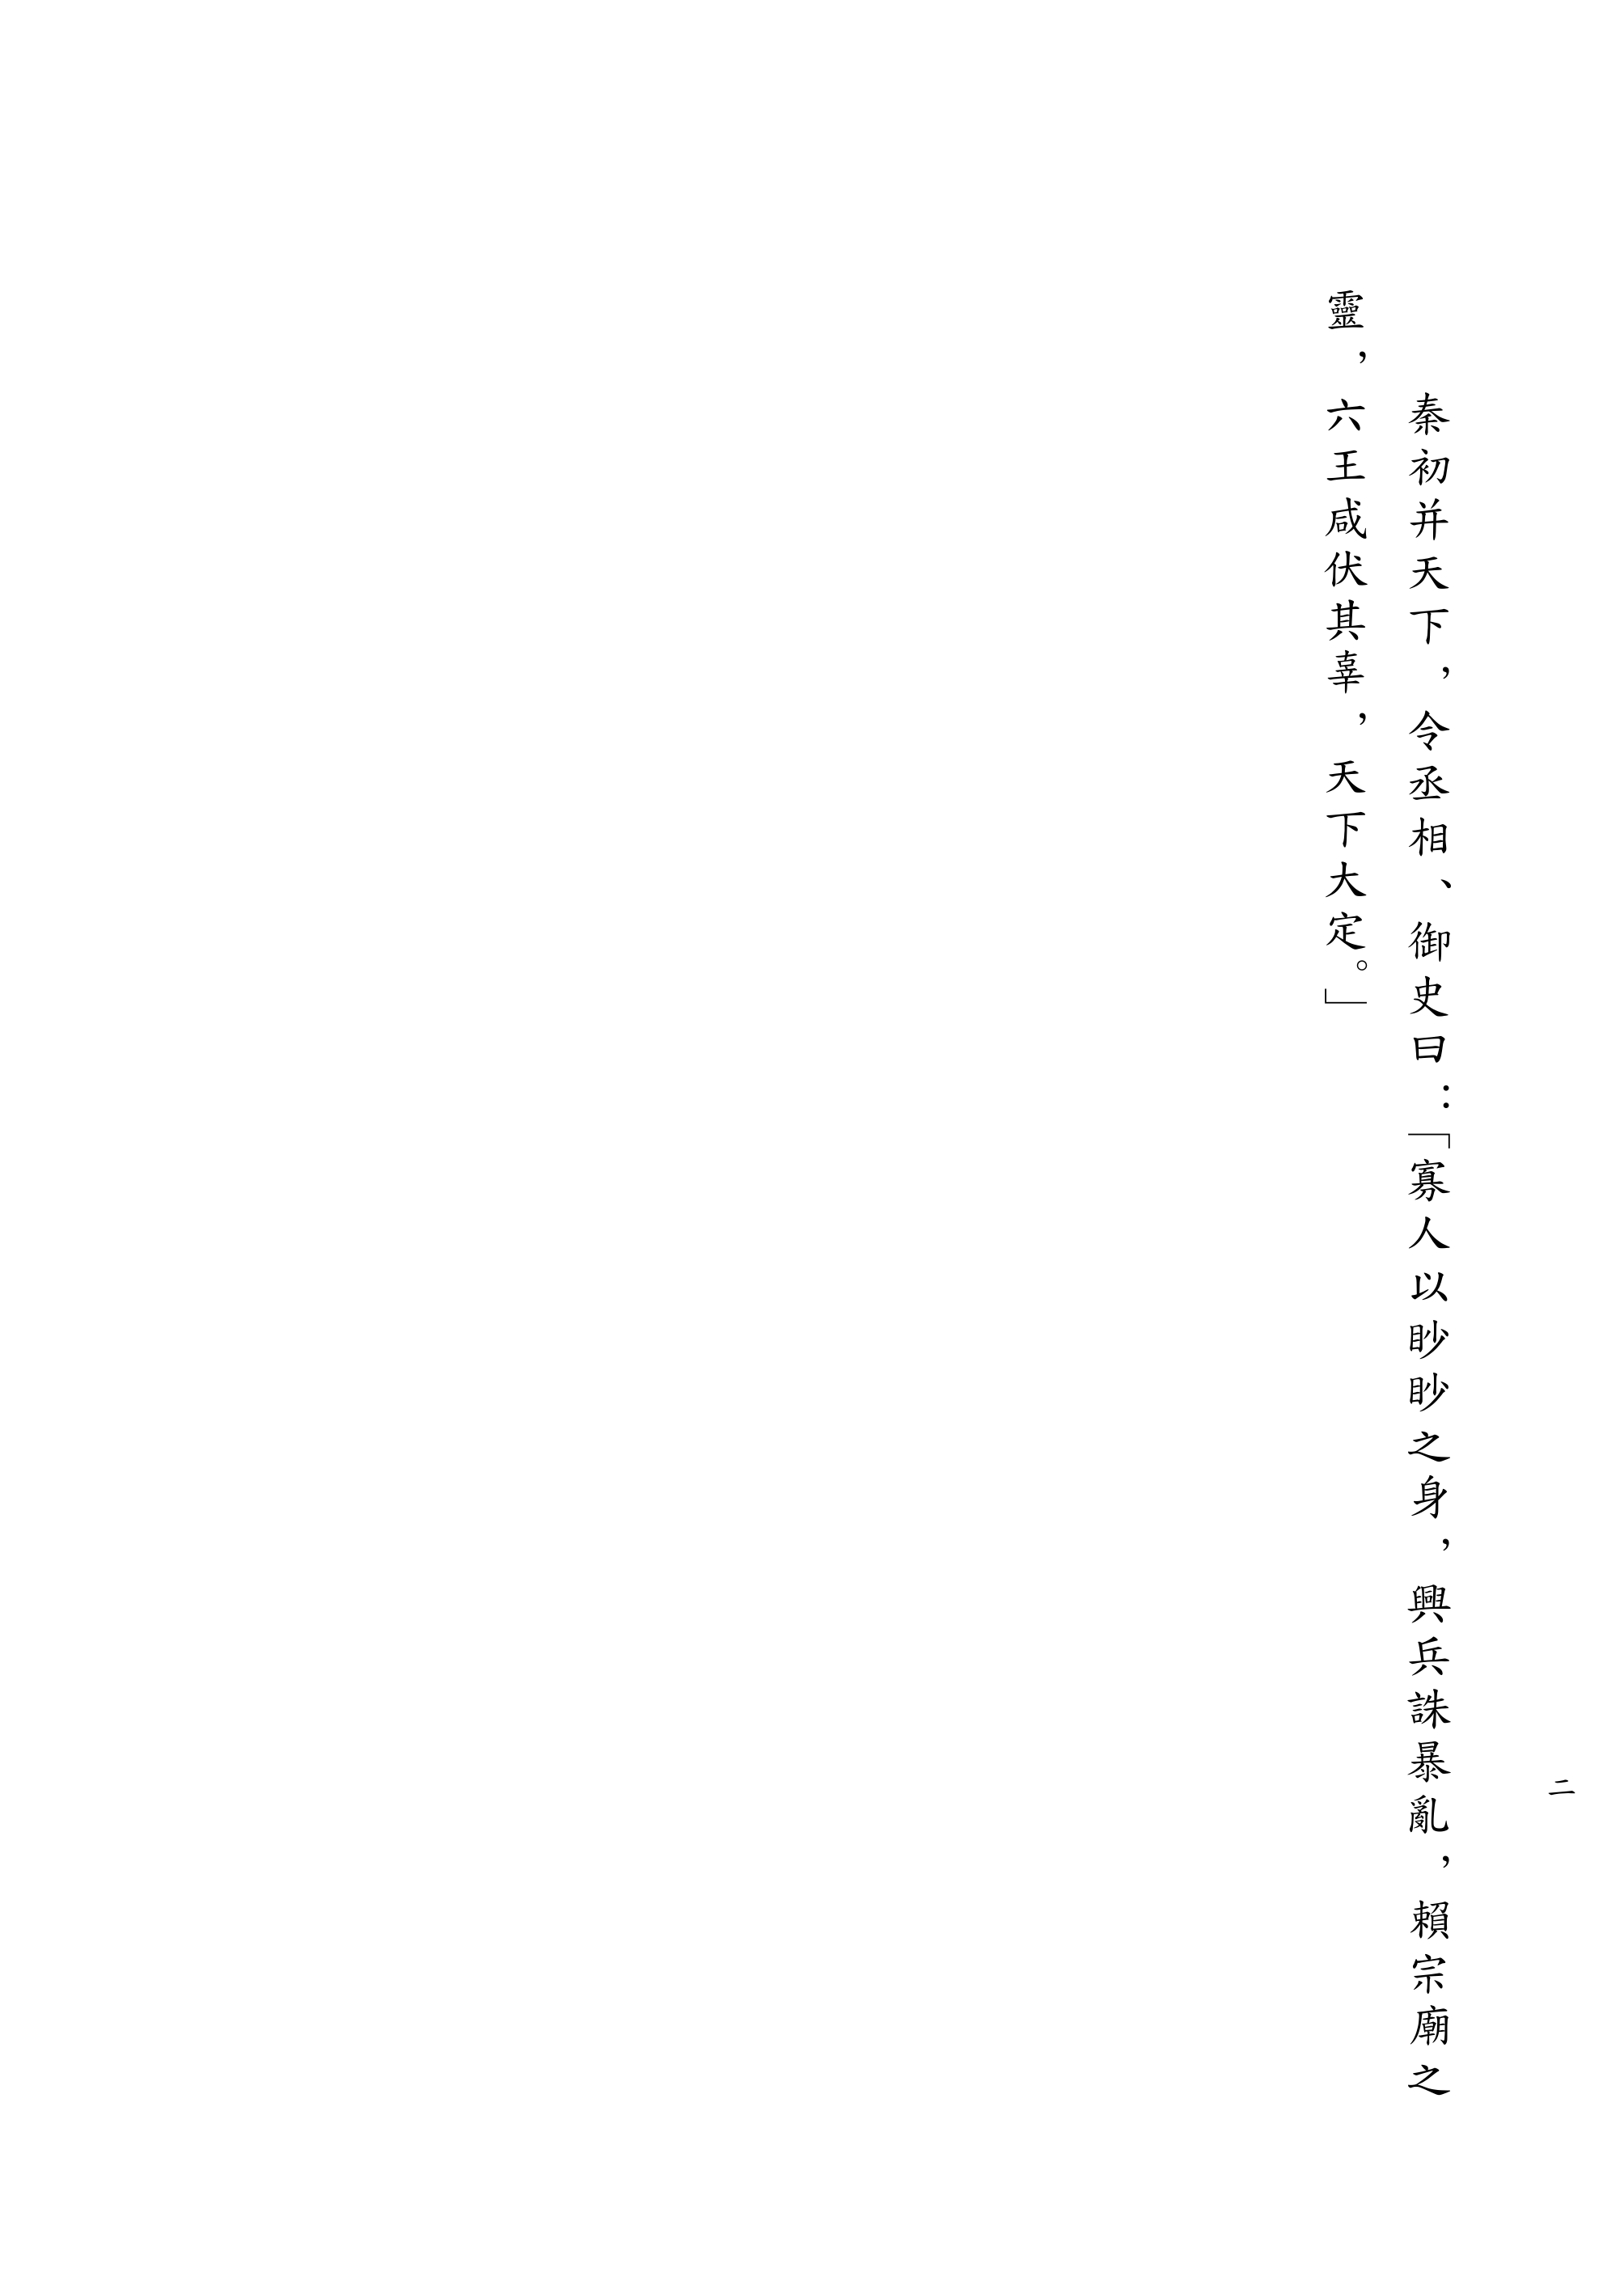 秦初并天下，令丞相、御史曰：「寡人以眇眇之身，興兵誅暴亂，賴宗廟之
靈，六王咸伏其辜，天下大定。」
二